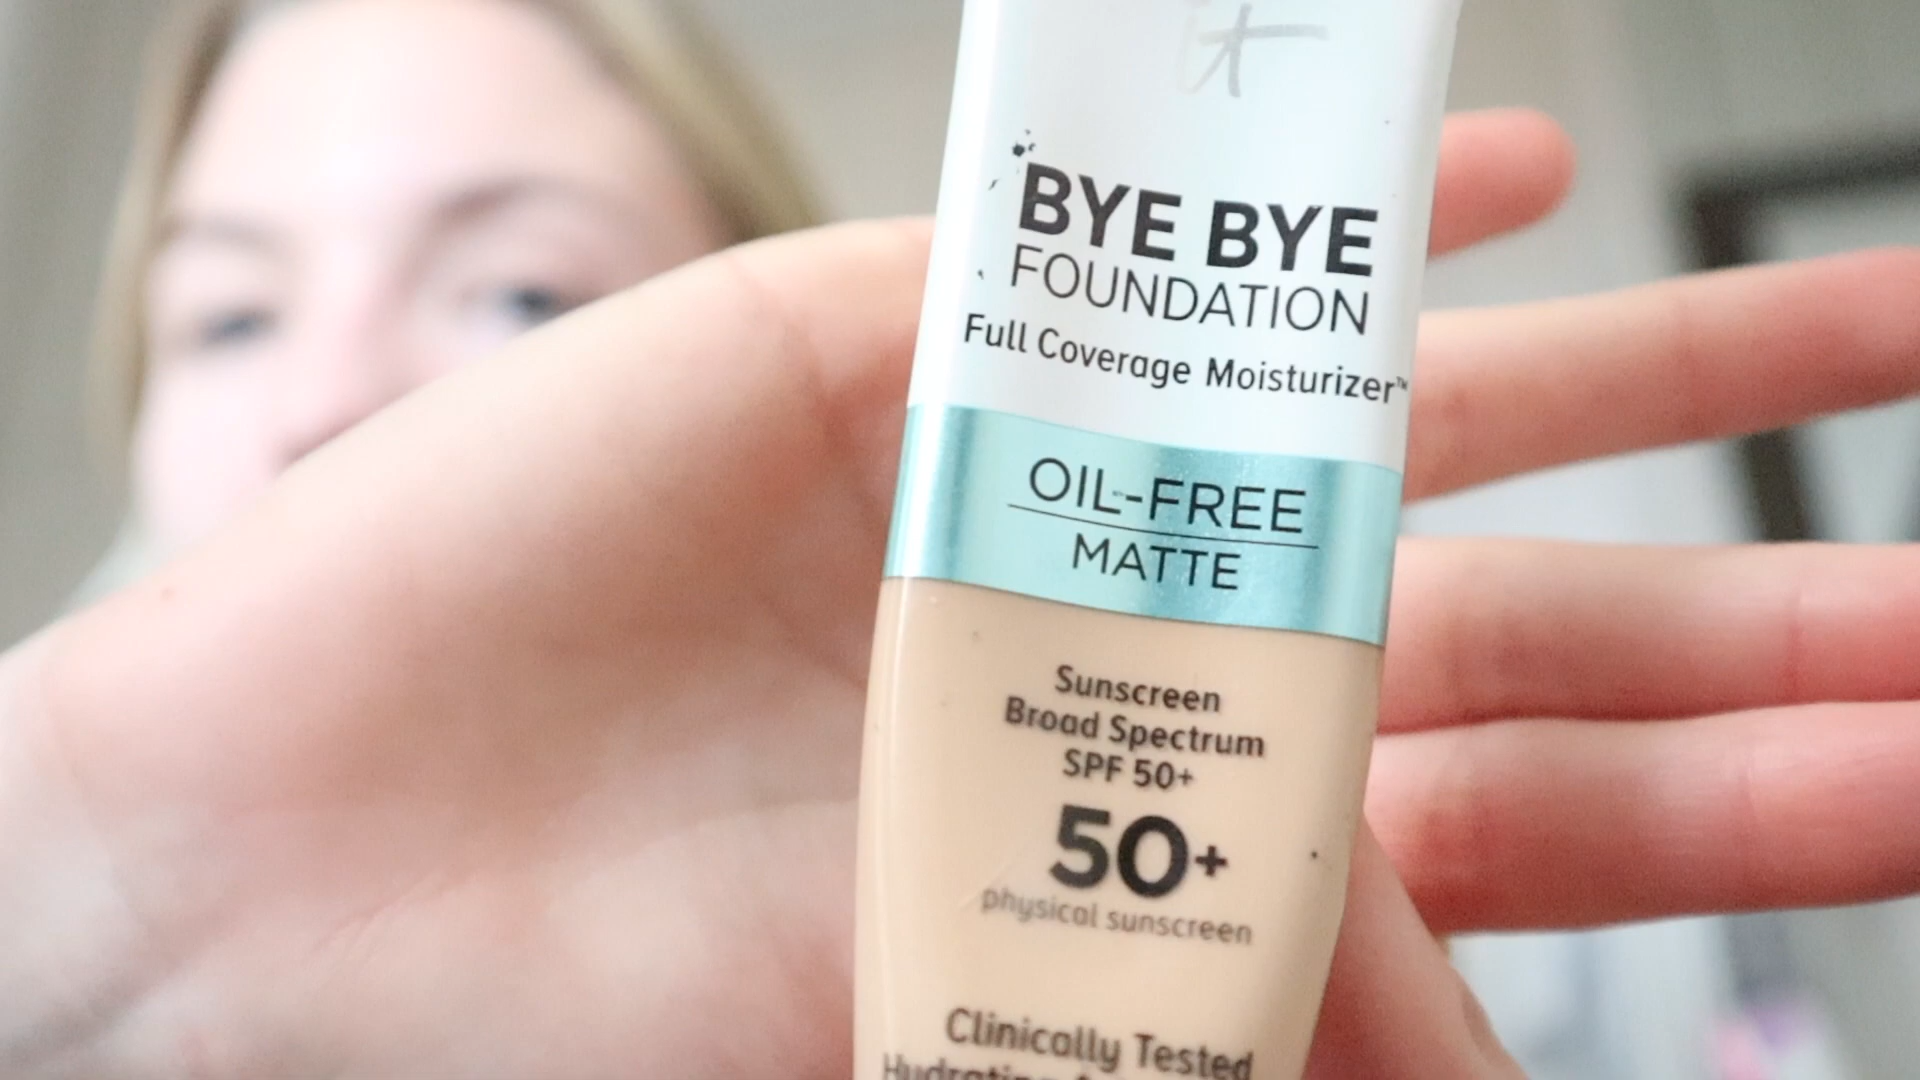 it
BYE BYE
FOUNDATION
Full Coverage Moisturizer™
OIL-FREE
MATTE
Sunscreen
Broad Spectrum
SPF 50+
50+
physical sunscreen
Clinically Tested
Hydrating